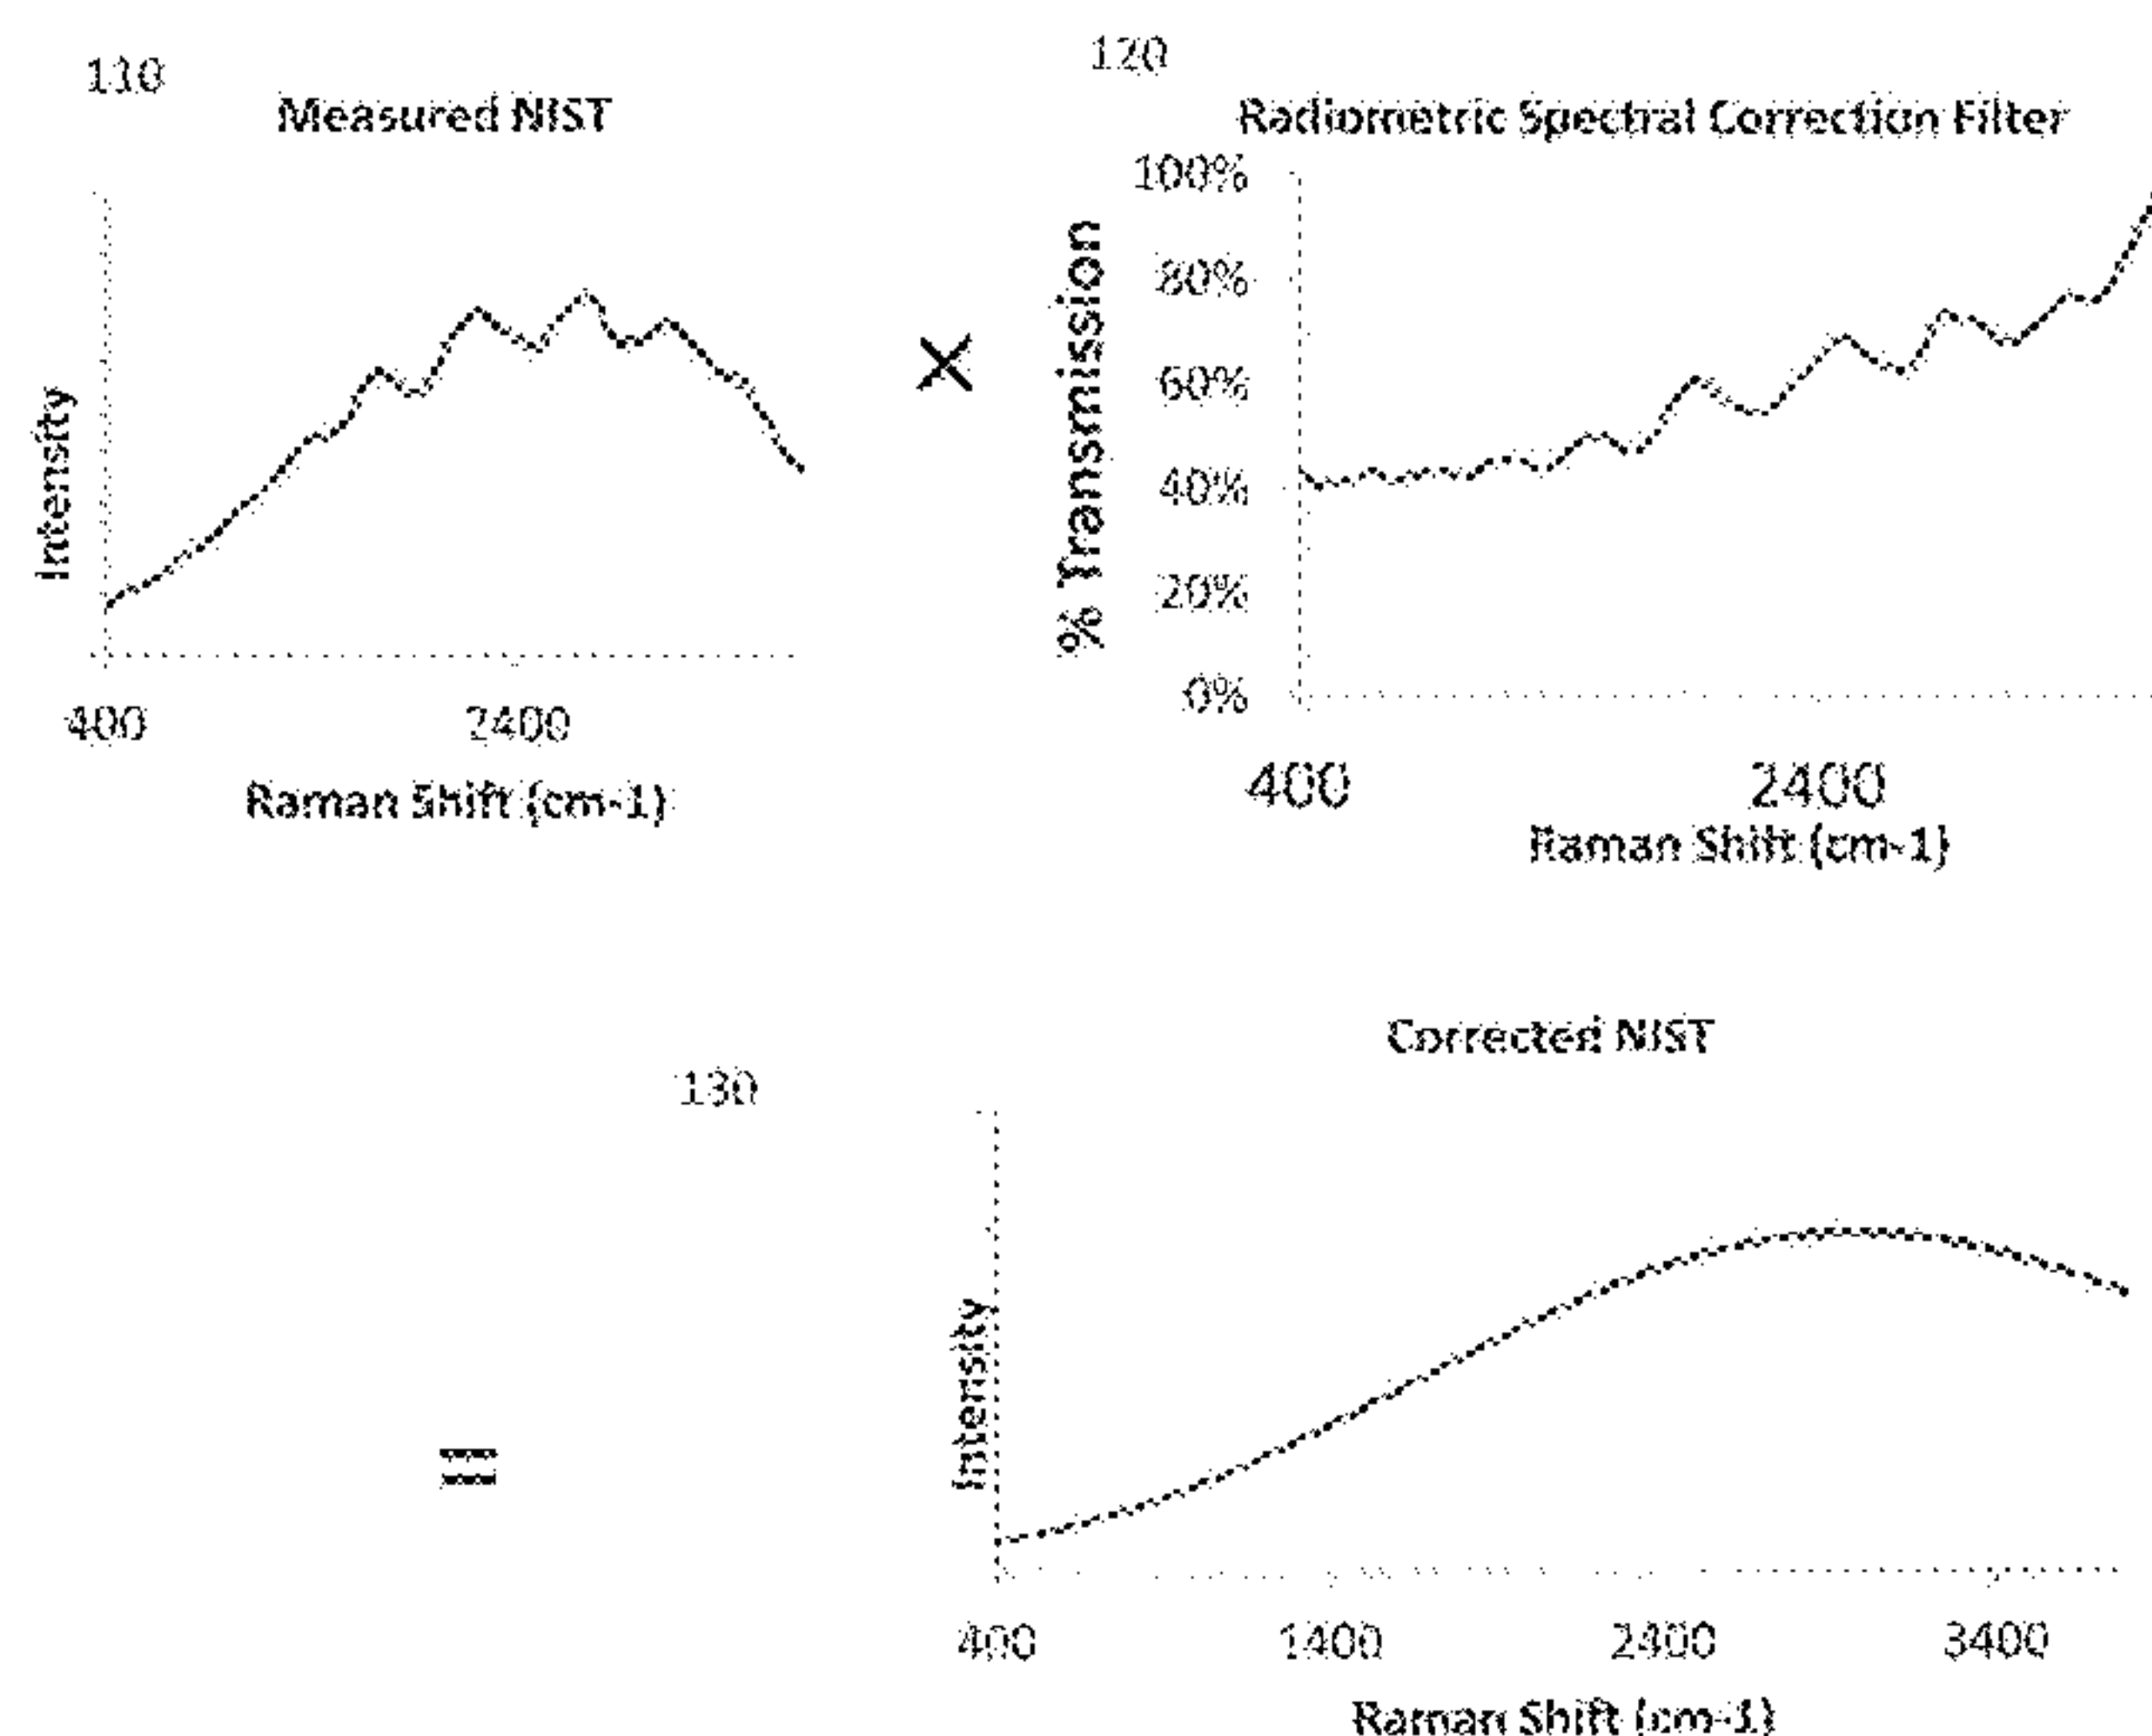 110
Measured NIST
Intensity
400
2400
Raman Shift (cm-1)
×
120
Radiometric Spectral Correction Filter
% Transmission
100%
80%
60%
40%
20%
0%
400
2400
Raman Shift (cm-1)
=
130
Corrected NIST
Intensity
400
1400
2400
3400
Raman Shift (cm-1)